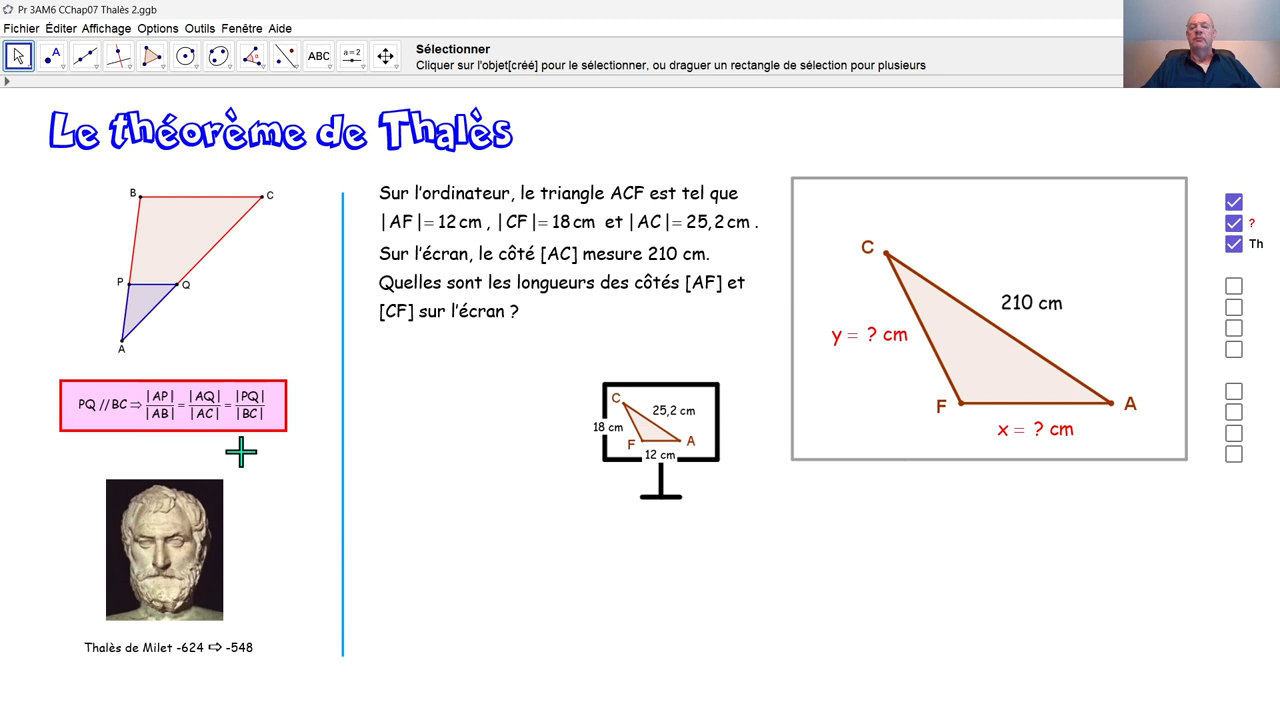 Pr 3AM6 CChap07 Thalès 2.ggb
Fichier Éditer Affichage Options Outils Fenêtre Aide
A
ABC
a=2
Sélectionner
Cliquer sur l'objet[créé] pour le sélectionner, ou draguer un rectangle de sélection pour plusieurs
Le théorème de Thalès
B
C
P
Q
A
PQ // BC ⇒ |AP|/|AB| = |AQ|/|AC| = |PQ|/|BC|
Thalès de Milet -624 ⇨ -548
Sur l'ordinateur, le triangle ACF est tel que
|AF|= 12 cm , |CF|= 18 cm et |AC|= 25,2 cm .
Sur l'écran, le côté [AC] mesure 210 cm.
Quelles sont les longueurs des côtés [AF] et
[CF] sur l'écran ?
C
25,2 cm
18 cm
F
A
12 cm
C
210 cm
y = ? cm
F
A
x = ? cm
?
Th